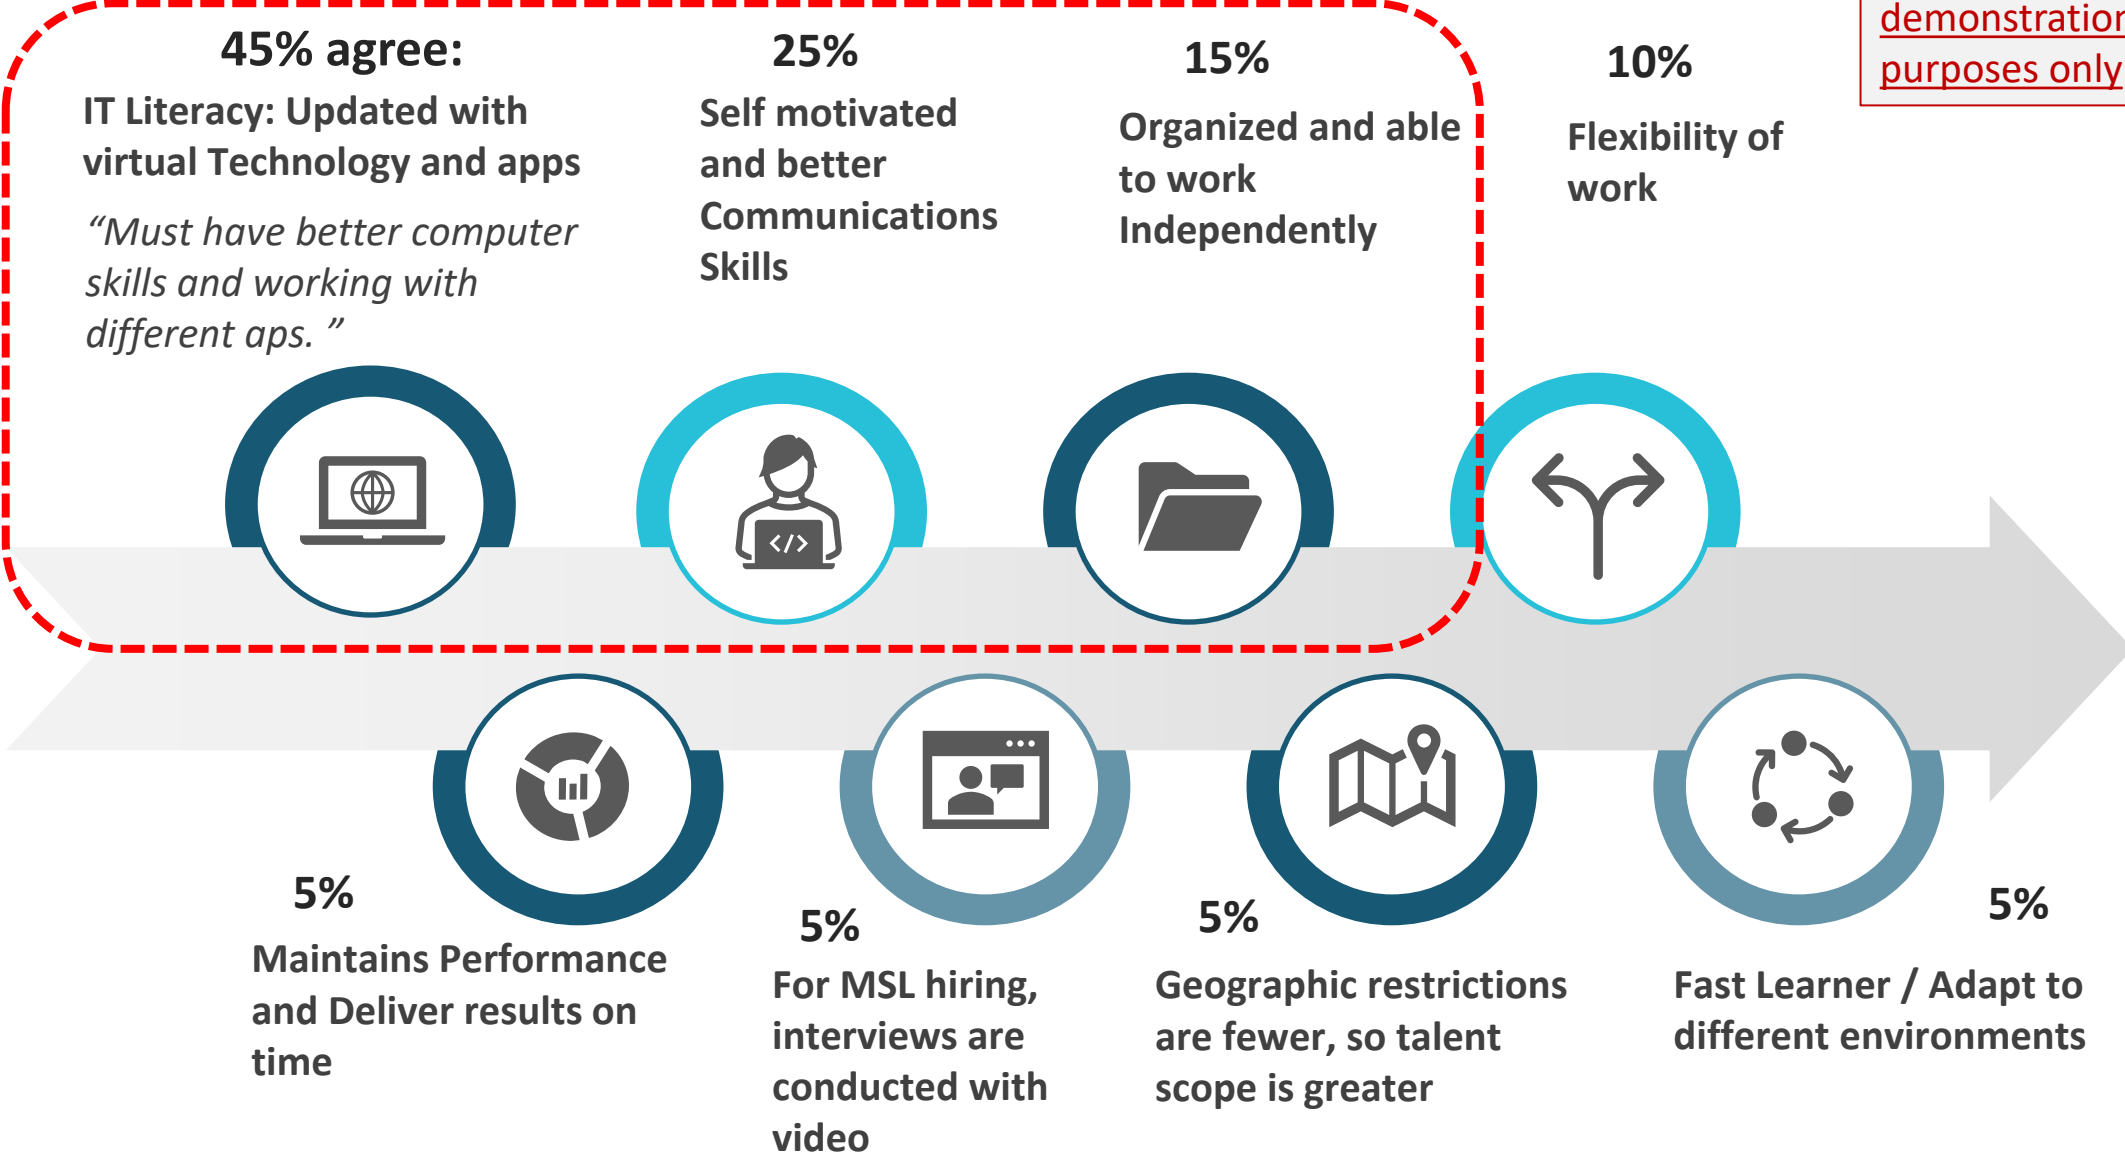 45% agree:
IT Literacy: Updated with
virtual Technology and apps
“Must have better computer
skills and working with
different aps. ”
25%
Self motivated
and better
Communications
Skills
15%
Organized and able
to work
Independently
10%
Flexibility of
work
demonstration
purposes only
</>
5%
Maintains Performance
and Deliver results on
time
5%
For MSL hiring,
interviews are
conducted with
video
5%
Geographic restrictions
are fewer, so talent
scope is greater
5%
Fast Learner / Adapt to
different environments